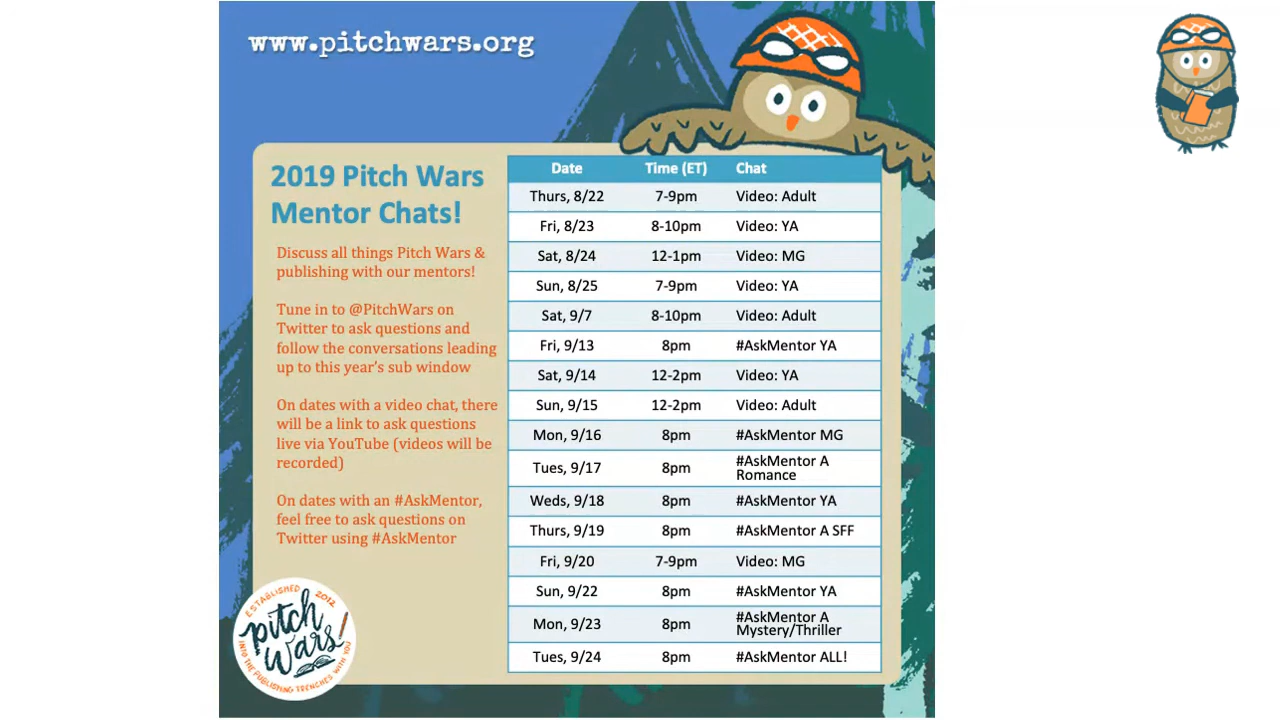 www.pitchwars.org
2019 Pitch Wars
Mentor Chats!
Discuss all things Pitch Wars &
publishing with our mentors!
Tune in to @PitchWars on
Twitter to ask questions and
follow the conversations leading
up to this year's sub window
On dates with a video chat, there
will be a link to ask questions
live via YouTube (videos will be
recorded)
On dates with an #AskMentor,
feel free to ask questions on
Twitter using #AskMentor
Date Time (ET) Chat
Thurs, 8/22 7-9pm Video: Adult
Fri, 8/23 8-10pm Video: YA
Sat, 8/24 12-1pm Video: MG
Sun, 8/25 7-9pm Video: YA
Sat, 9/7 8-10pm Video: Adult
Fri, 9/13 8pm #AskMentor YA
Sat, 9/14 12-2pm Video: YA
Sun, 9/15 12-2pm Video: Adult
Mon, 9/16 8pm #AskMentor MG
Tues, 9/17 8pm #AskMentor A
Romance
Weds, 9/18 8pm #AskMentor YA
Thurs, 9/19 8pm #AskMentor A SFF
Fri, 9/20 7-9pm Video: MG
Sun, 9/22 8pm #AskMentor YA
Mon, 9/23 8pm #AskMentor A
Mystery/Thriller
Tues, 9/24 8pm #AskMentor ALL!
ESTABLISHED 2012
pitch
wars!
INTO THE PUBLISHING TRENCHES WITH YOU